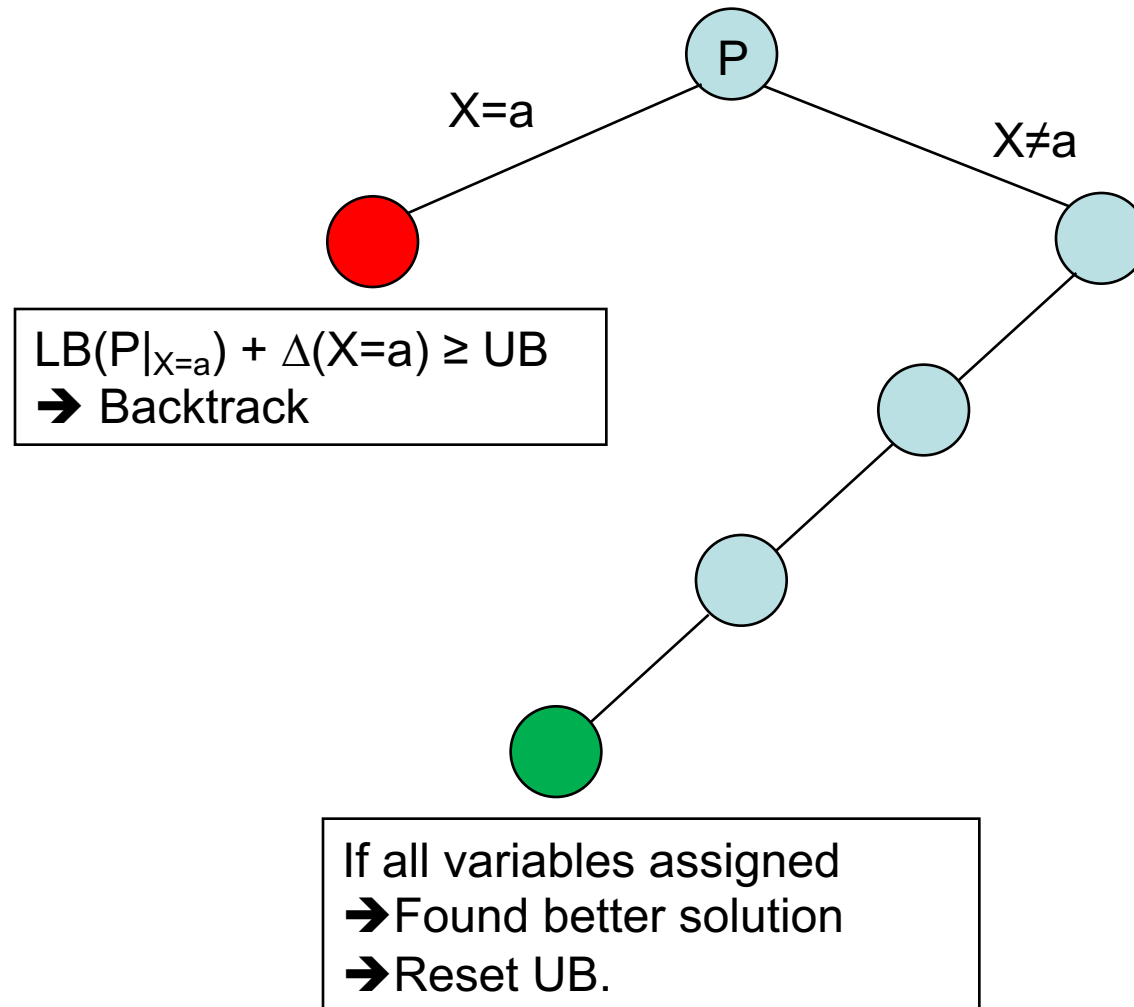 P
X=a
X≠a
LB(P|X=a) + Δ(X=a) ≥ UB
➔ Backtrack
If all variables assigned
➔Found better solution
➔Reset UB.